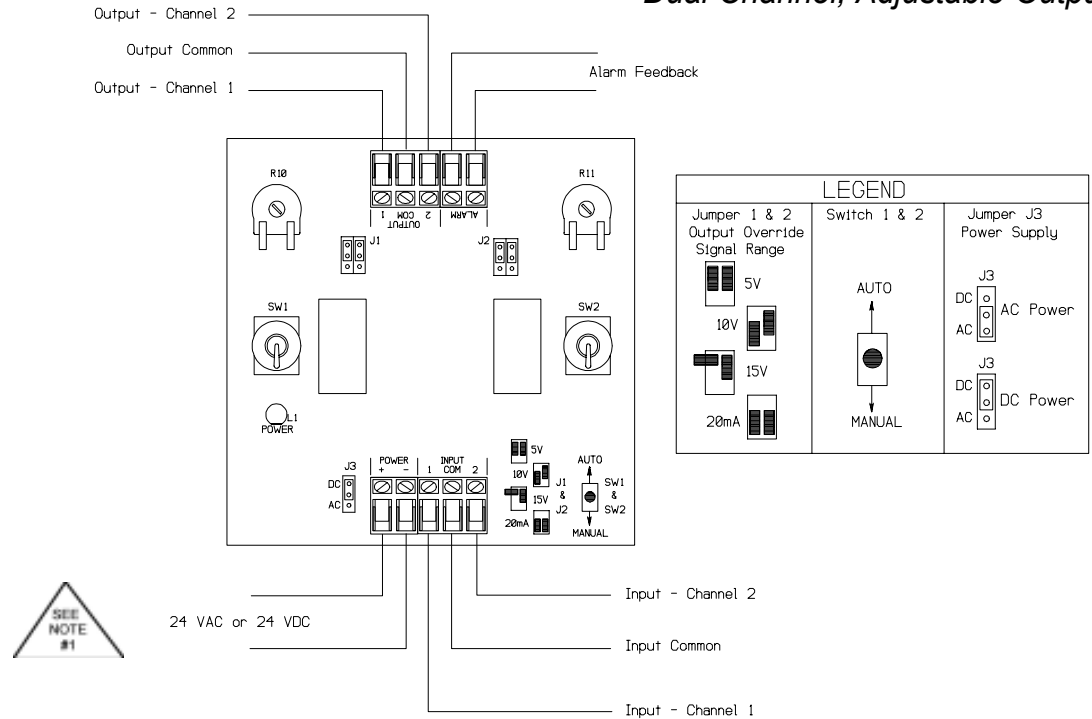 Dual Channel, Adjustable Outpu
Output - Channel 2
Output Common
Output - Channel 1
Alarm Feedback
R10
R11
1 COM 2
OUTPUT
ALARM
J1
J2
SW1
SW2
L1
POWER
J3
DC
AC
POWER
+ -
INPUT
1 COM 2
5V
10V
15V
20mA
J1
&
J2
AUTO
SW1
&
SW2
MANUAL
LEGEND
Jumper 1 & 2
Output Override
Signal Range
5V
10V
15V
20mA
Switch 1 & 2
AUTO
MANUAL
Jumper J3
Power Supply
J3
DC
AC
AC Power
J3
DC
AC
DC Power
SEE
NOTE
#1
24 VAC or 24 VDC
Input - Channel 2
Input Common
Input - Channel 1